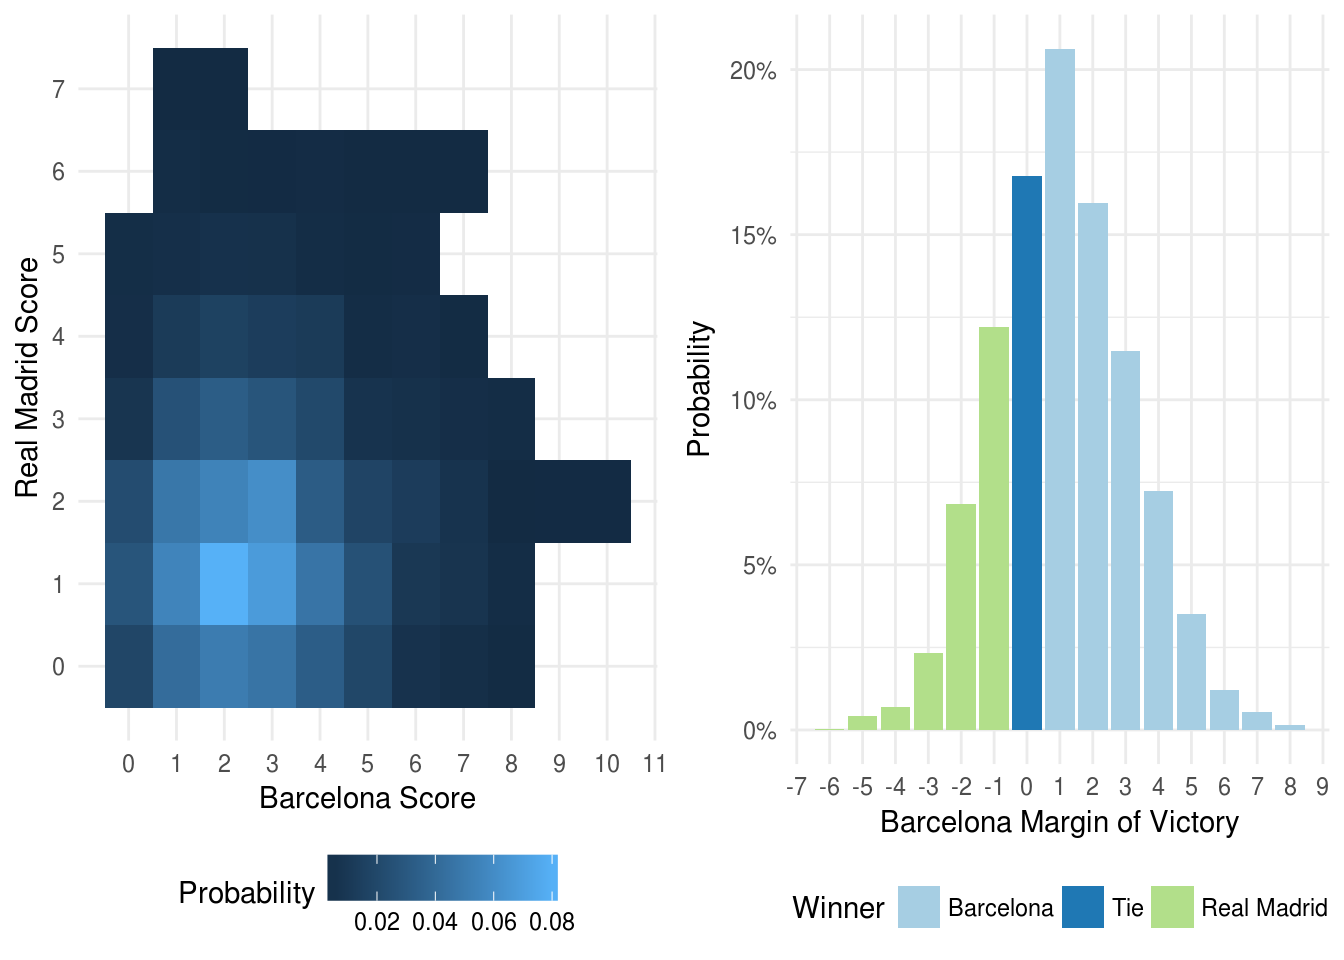 7
6
5
4
3
2
1
0
Real Madrid Score
0 1 2 3 4 5 6 7 8 9 10 11
Barcelona Score
Probability
0.02 0.04 0.06 0.08
20%
15%
10%
5%
0%
Probability
-7 -6 -5 -4 -3 -2 -1 0 1 2 3 4 5 6 7 8 9
Barcelona Margin of Victory
Winner Barcelona Tie Real Madrid